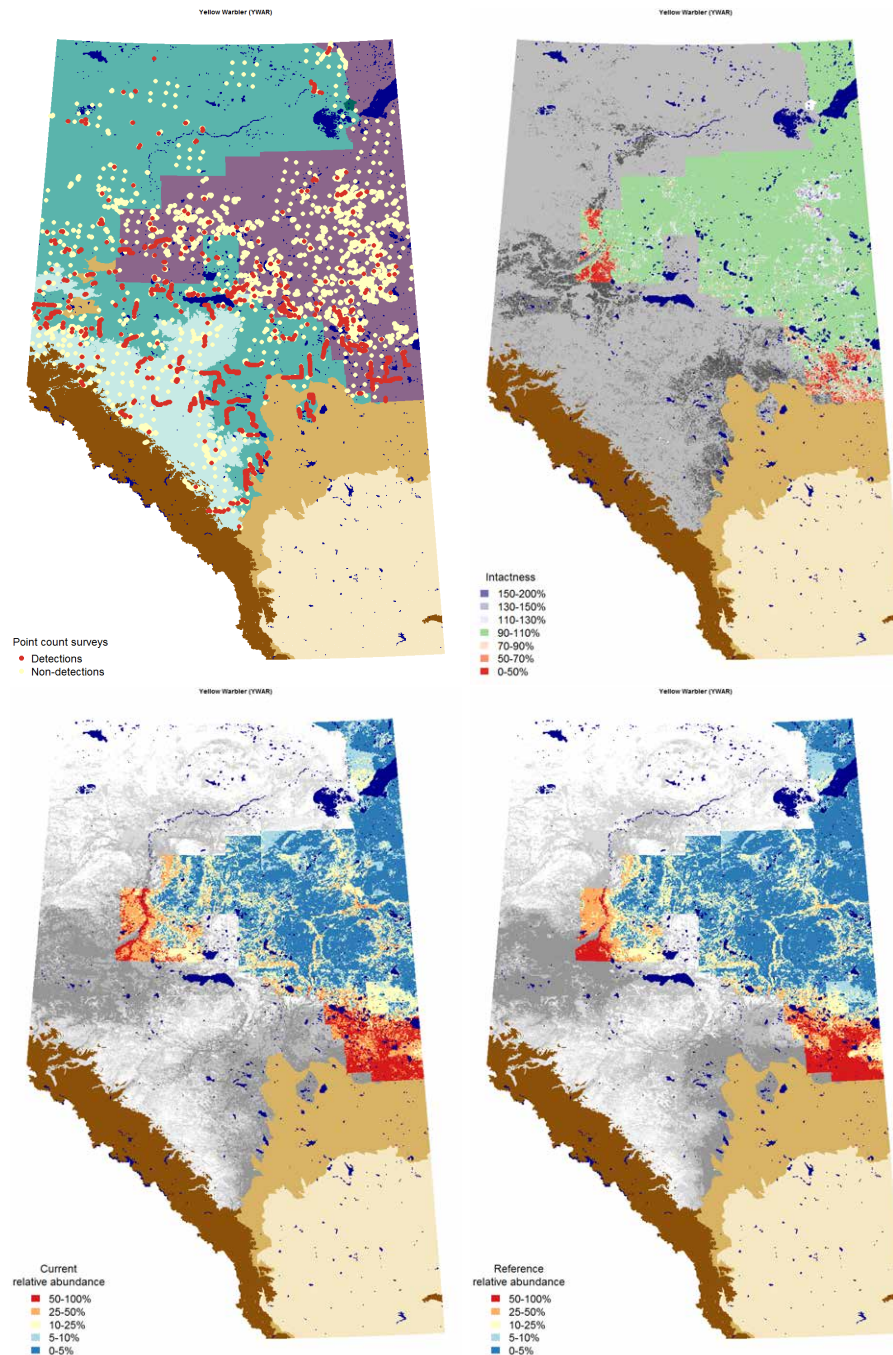 Yellow Warbler (YWAR)
Point count surveys
Detections
Non-detections
Yellow Warbler (YWAR)
Intactness
150-200%
130-150%
110-130%
90-110%
70-90%
50-70%
0-50%
Yellow Warbler (YWAR)
Current
relative abundance
50-100%
25-50%
10-25%
5-10%
0-5%
Yellow Warbler (YWAR)
Reference
relative abundance
50-100%
25-50%
10-25%
5-10%
0-5%